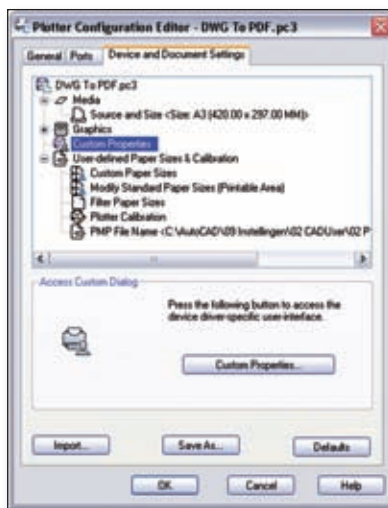 Plotter Configuration Editor - DWG To PDF.pc3
General Ports Device and Document Settings
DWG To PDF.pc3
Media
Source and Size <Size: A3 (420.00 x 297.00 MM)>
Graphics
Custom Properties
User-defined Paper Sizes & Calibration
Custom Paper Sizes
Modify Standard Paper Sizes (Printable Area)
Filter Paper Sizes
Plotter Calibration
PMP File Name <C:\AutoCAD\09 Instellingen\02 CADUser\02 P
Access Custom Dialog
Press the following button to access the
device driver-specific user-interface.
Custom Properties...
Import... Save As... Defaults
OK Cancel Help